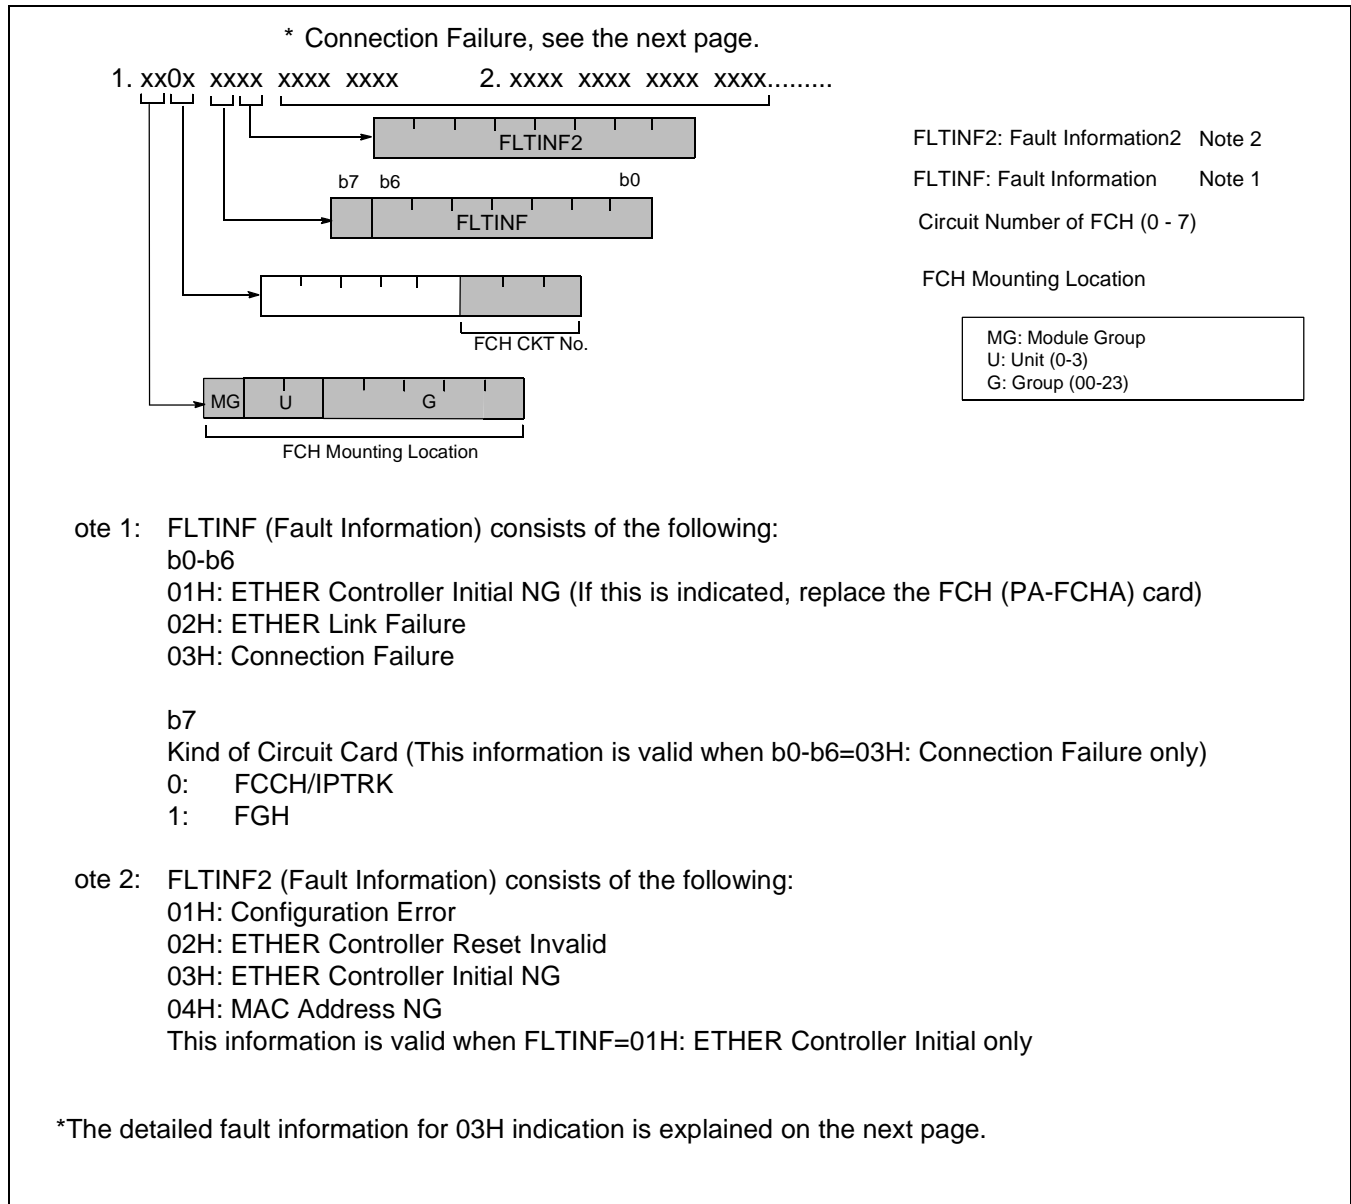 * Connection Failure, see the next page.
1. xx0x xxxx xxxx xxxx 2. xxxx xxxx xxxx xxxx.........
FLTINF2
FLTINF2: Fault Information2 Note 2
b7 b6 b0
FLTINF
FLTINF: Fault Information Note 1
Circuit Number of FCH (0 - 7)
FCH CKT No.
FCH Mounting Location
MG: Module Group
U: Unit (0-3)
G: Group (00-23)
MG U G
FCH Mounting Location
ote 1: FLTINF (Fault Information) consists of the following:
b0-b6
01H: ETHER Controller Initial NG (If this is indicated, replace the FCH (PA-FCHA) card)
02H: ETHER Link Failure
03H: Connection Failure
b7
Kind of Circuit Card (This information is valid when b0-b6=03H: Connection Failure only)
0: FCCH/IPTRK
1: FGH
ote 2: FLTINF2 (Fault Information) consists of the following:
01H: Configuration Error
02H: ETHER Controller Reset Invalid
03H: ETHER Controller Initial NG
04H: MAC Address NG
This information is valid when FLTINF=01H: ETHER Controller Initial only
*The detailed fault information for 03H indication is explained on the next page.